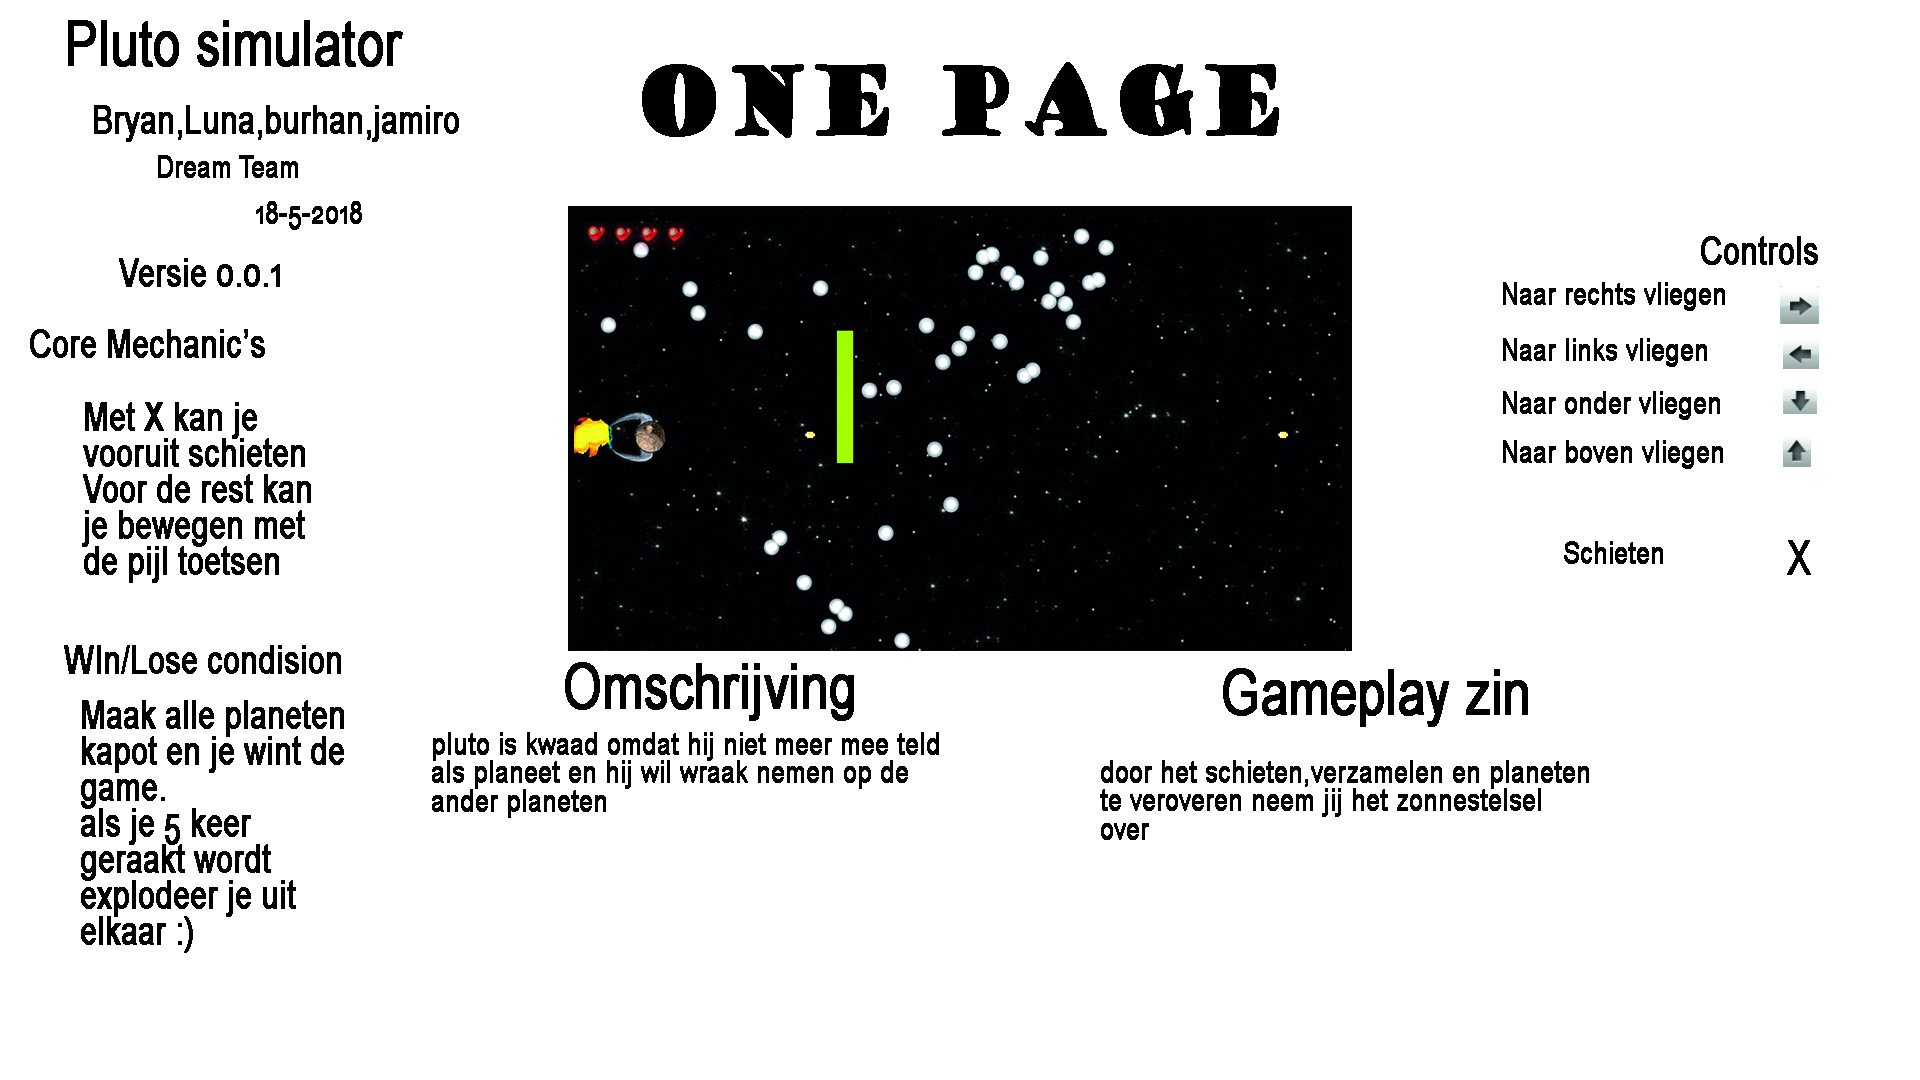 Pluto simulator
Bryan,Luna,burhan,jamiro
Dream Team
18-5-2018
Versie 0.0.1
ONE PAGE
Core Mechanic’s
Met X kan je
vooruit schieten
Voor de rest kan
je bewegen met
de pijl toetsen
WIn/Lose condision
Maak alle planeten
kapot en je wint de
game.
als je 5 keer
geraakt wordt
explodeer je uit
elkaar :)
Omschrijving
pluto is kwaad omdat hij niet meer mee teld
als planeet en hij wil wraak nemen op de
ander planeten
Gameplay zin
door het schieten,verzamelen en planeten
te veroveren neem jij het zonnestelsel
over
Controls
Naar rechts vliegen
Naar links vliegen
Naar onder vliegen
Naar boven vliegen
Schieten X